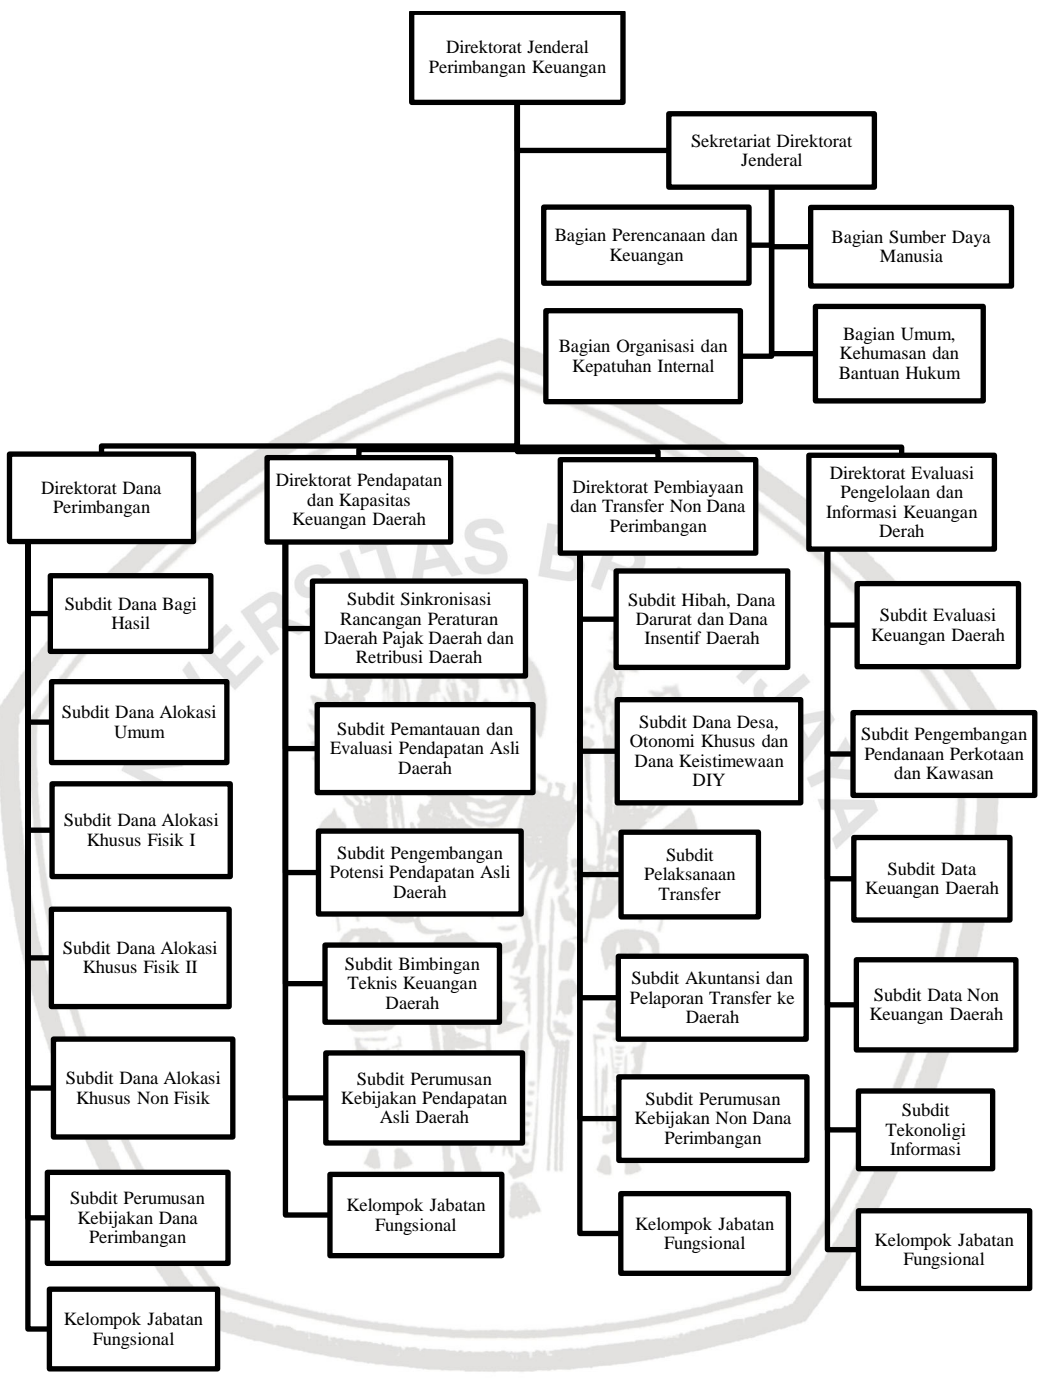 Direktorat Jenderal
Perimbangan Keuangan
Sekretariat Direktorat
Jenderal
Bagian Perencanaan dan
Keuangan
Bagian Sumber Daya
Manusia
Bagian Organisasi dan
Kepatuhan Internal
Bagian Umum,
Kehumasan dan
Bantuan Hukum
Direktorat Dana
Perimbangan
Subdit Dana Bagi
Hasil
Subdit Dana Alokasi
Umum
Subdit Dana Alokasi
Khusus Fisik I
Subdit Dana Alokasi
Khusus Fisik II
Subdit Dana Alokasi
Khusus Non Fisik
Subdit Perumusan
Kebijakan Dana
Perimbangan
Kelompok Jabatan
Fungsional
Direktorat Pendapatan
dan Kapasitas
Keuangan Daerah
Subdit Sinkronisasi
Rancangan Peraturan
Daerah Pajak Daerah dan
Retribusi Daerah
Subdit Pemantauan dan
Evaluasi Pendapatan Asli
Daerah
Subdit Pengembangan
Potensi Pendapatan Asli
Daerah
Subdit Bimbingan
Teknis Keuangan
Daerah
Subdit Perumusan
Kebijakan Pendapatan
Asli Daerah
Kelompok Jabatan
Fungsional
Direktorat Pembiayaan
dan Transfer Non Dana
Perimbangan
Subdit Hibah, Dana
Darurat dan Dana
Insentif Daerah
Subdit Dana Desa,
Otonomi Khusus dan
Dana Keistimewaan
DIY
Subdit
Pelaksanaan
Transfer
Subdit Akuntansi dan
Pelaporan Transfer ke
Daerah
Subdit Perumusan
Kebijakan Non Dana
Perimbangan
Kelompok Jabatan
Fungsional
Direktorat Evaluasi
Pengelolaan dan
Informasi Keuangan
Derah
Subdit Evaluasi
Keuangan Daerah
Subdit Pengembangan
Pendanaan Perkotaan
dan Kawasan
Subdit Data
Keuangan Daerah
Subdit Data Non
Keuangan Daerah
Subdit
Tekonoligi
Informasi
Kelompok Jabatan
Fungsional